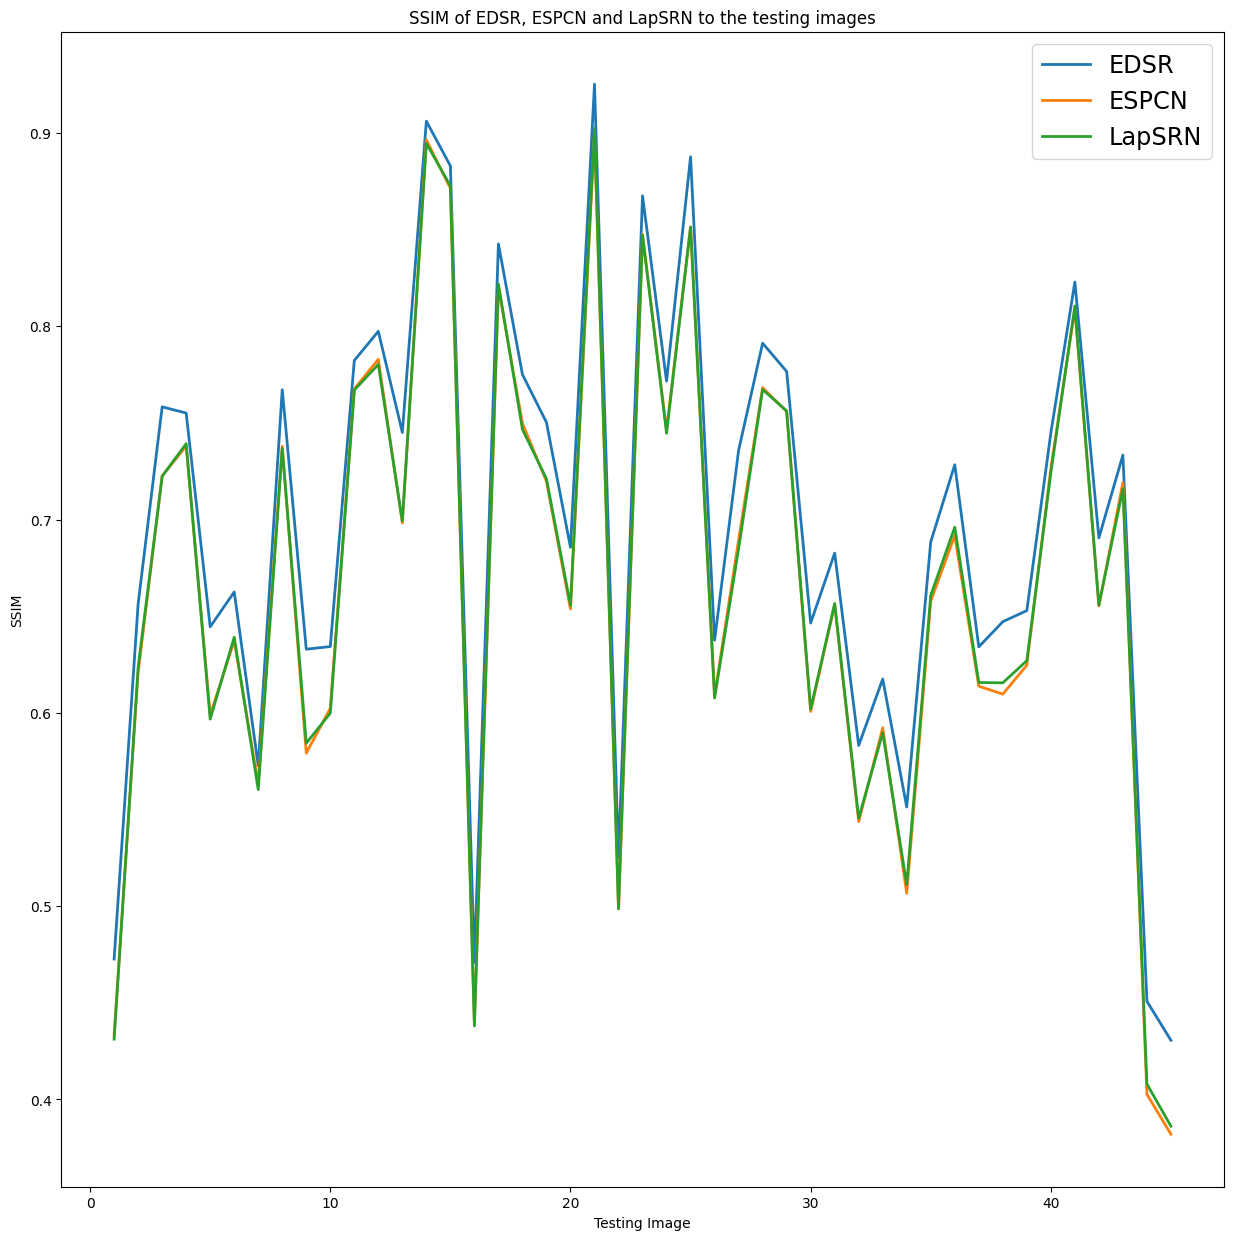 SSIM of EDSR, ESPCN and LapSRN to the testing images
EDSR
ESPCN
LapSRN
SSIM
0.9
0.8
0.7
0.6
0.5
0.4
0
10
20
30
40
Testing Image